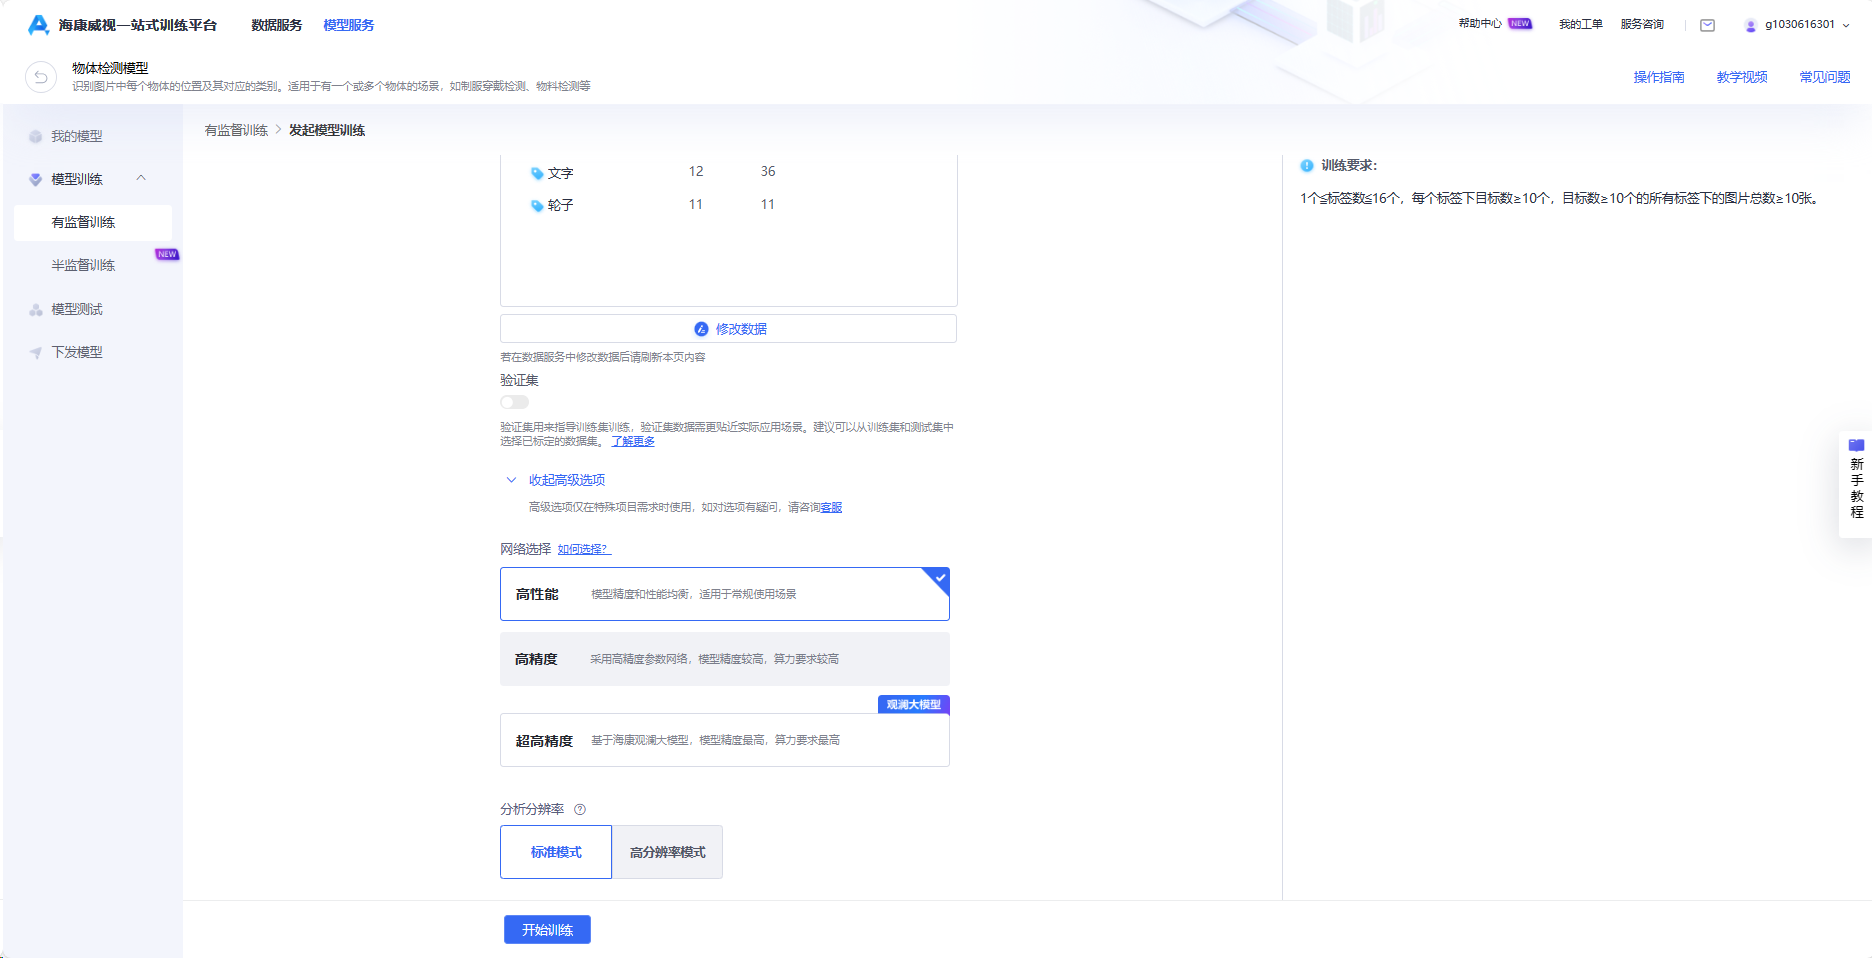 海康威视一站式训练平台
数据服务
模型服务
帮助中心
NEW
我的工单
服务咨询
g1030616301
物体检测模型
识别图片中每个物体的位置及其对应的类别。适用于有一个或多个物体的场景，如制服穿戴检测、物料检测等
操作指南
教学视频
常见问题
我的模型
模型训练
有监督训练
NEW
半监督训练
模型测试
下发模型
有监督训练 > 发起模型训练
文字 12 36
轮子 11 11
修改数据
若在数据服务中修改数据后请刷新本页内容
验证集
验证集用来指导训练集训练，验证集数据需更贴近实际应用场景。建议可以从训练集和测试集中
选择已标定的数据集。 了解更多
收起高级选项
高级选项仅在特殊项目需求时使用，如对选项有疑问，请咨询客服
网络选择 如何选择？
高性能 模型精度和性能均衡，适用于常规使用场景
高精度 采用高精度参数网络，模型精度较高，算力要求较高
观澜大模型
超高精度 基于海康观澜大模型，模型精度最高，算力要求最高
分析分辨率
标准模式
高分辨率模式
开始训练
训练要求：
1个≤标签数≤16个，每个标签下目标数≥10个，目标数≥10个的所有标签下的图片总数≥10张。
新
手
教
程